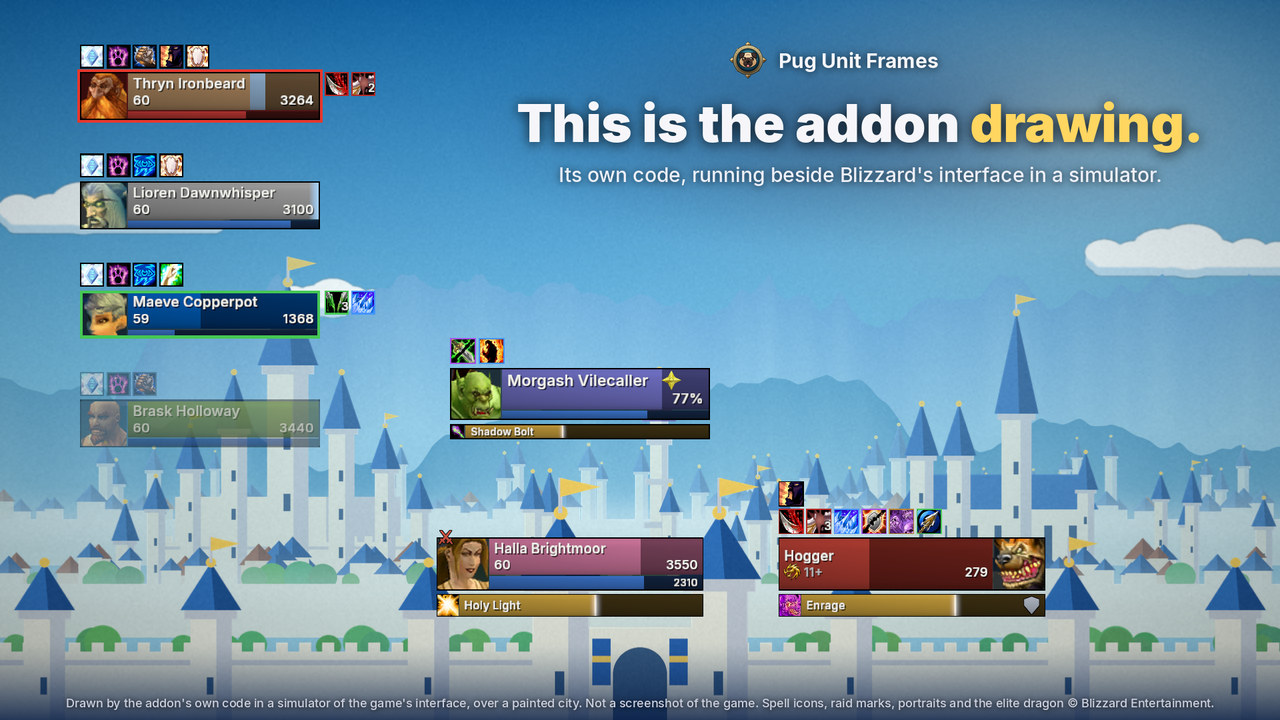 Pug Unit Frames
This is the addon drawing.
Its own code, running beside Blizzard's interface in a simulator.
Thryn Ironbeard
60 3264
2
Lioren Dawnwhisper
60 3100
Maeve Copperpot
59 1368
3
Brask Holloway
60 3440
Morgash Vilecaller
77%
Shadow Bolt
Halla Brightmoor
60 3550
2310
Holy Light
3
Hogger
11+ 279
Enrage
Drawn by the addon's own code in a simulator of the game's interface, over a painted city. Not a screenshot of the game. Spell icons, raid marks, portraits and the elite dragon © Blizzard Entertainment.